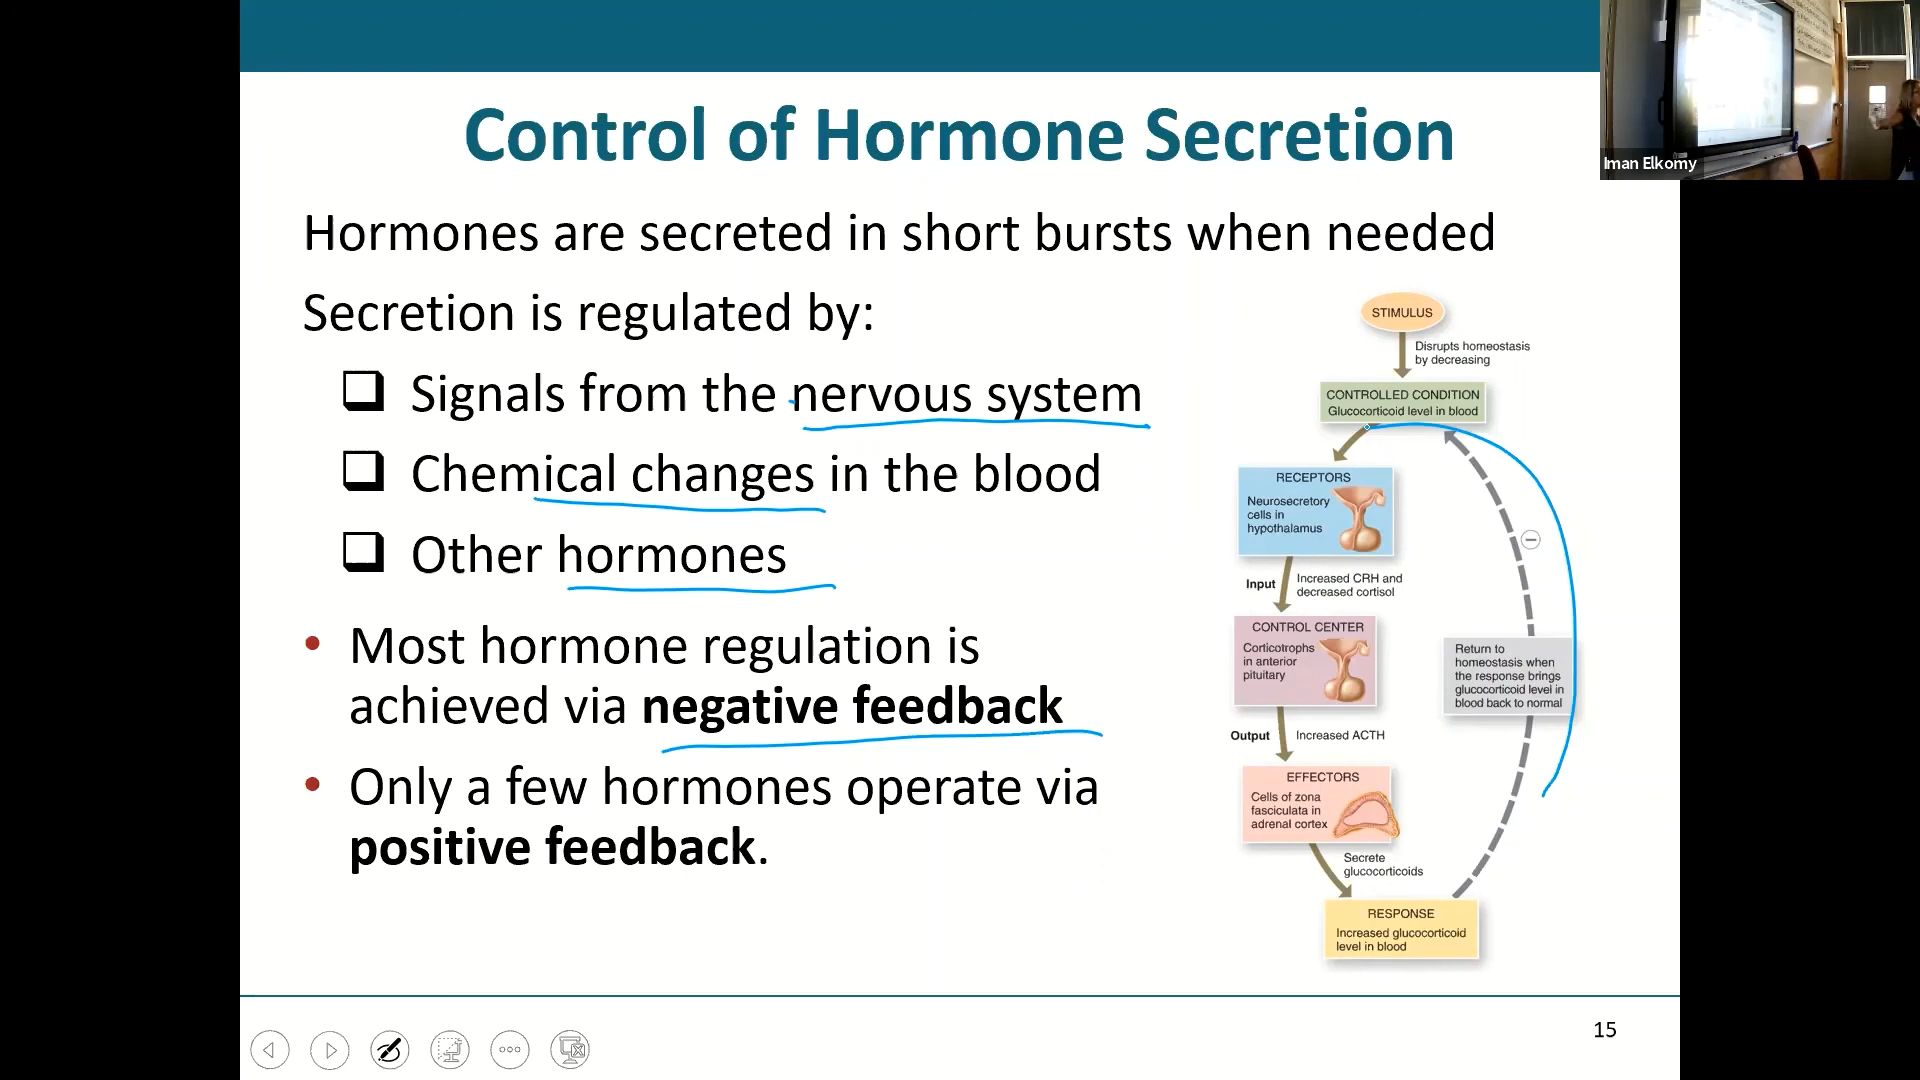 Control of Hormone Secretion
Iman Elkomy
Hormones are secreted in short bursts when needed
Secretion is regulated by:
Signals from the nervous system
Chemical changes in the blood
Other hormones
• Most hormone regulation is
achieved via negative feedback
• Only a few hormones operate via
positive feedback.
STIMULUS
Disrupts homeostasis
by decreasing
CONTROLLED CONDITION
Glucocorticoid level in blood
RECEPTORS
Neurosecretory
cells in
hypothalamus
Input
Increased CRH and
decreased cortisol
CONTROL CENTER
Corticotrophs
in anterior
pituitary
Return to
homeostasis when
the response brings
glucocorticoid level in
blood back to normal
Output
Increased ACTH
EFFECTORS
Cells of zona
fasciculata in
adrenal cortex
Secrete
glucocorticoids
RESPONSE
Increased glucocorticoid
level in blood
15